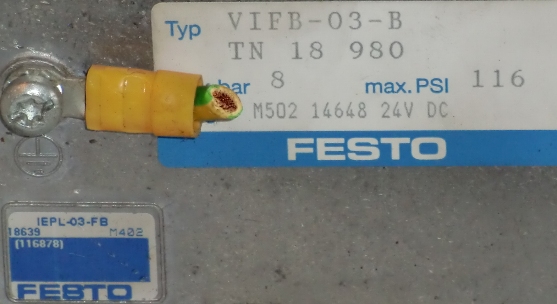 Typ VIFB-03-B
TN 18 980
bar 8 max. PSI 116
M502 14648 24V DC
FESTO
IEPL-03-FB
18639 M402
(116878)
FESTO